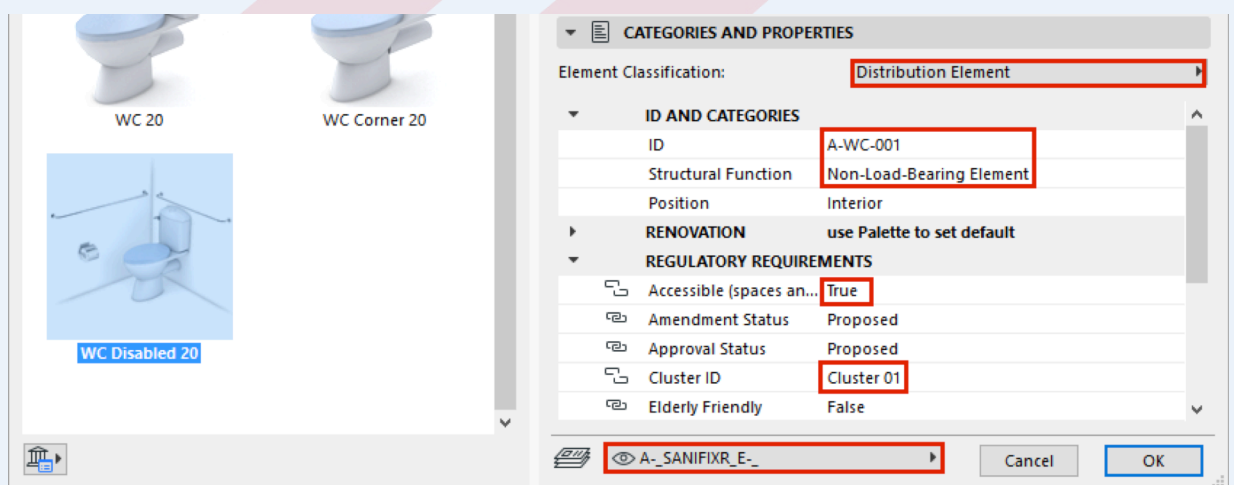 WC 20
WC Corner 20
WC Disabled 20
CATEGORIES AND PROPERTIES
Element Classification: Distribution Element
ID AND CATEGORIES
ID A-WC-001
Structural Function Non-Load-Bearing Element
Position Interior
RENOVATION use Palette to set default
REGULATORY REQUIREMENTS
Accessible (spaces an... True
Amendment Status Proposed
Approval Status Proposed
Cluster ID Cluster 01
Elderly Friendly False
A-_SANIFIXR_E-_
Cancel OK